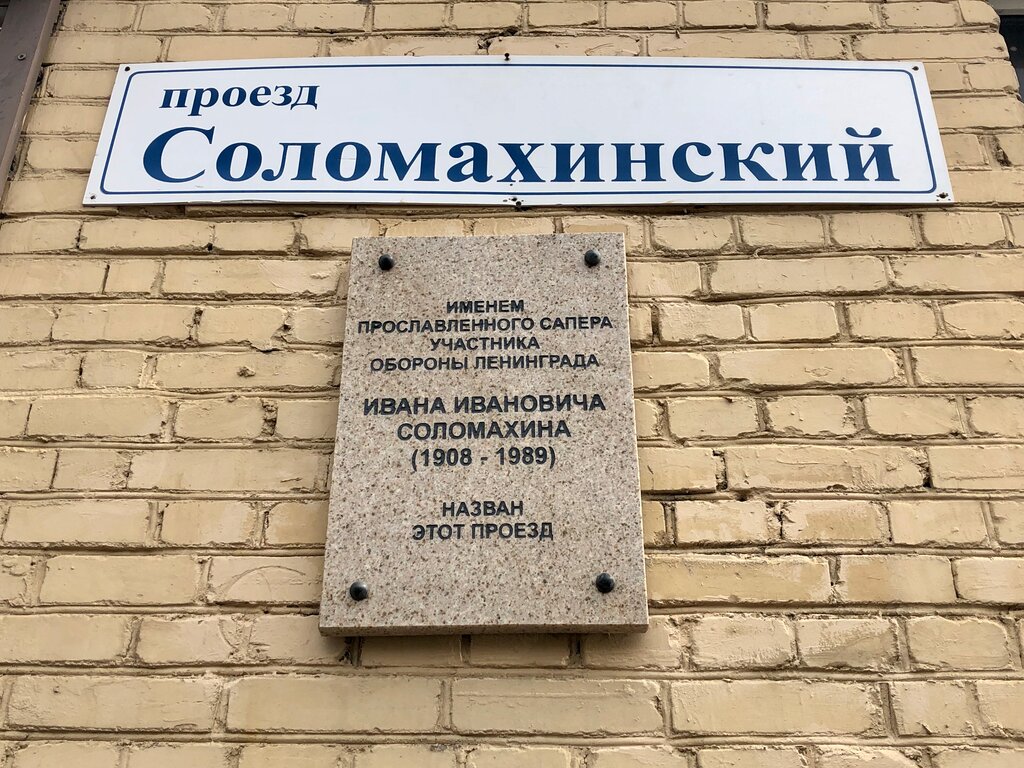 проезд
Соломахинский
ИМЕНЕМ
ПРОСЛАВЛЕННОГО САПЕРА
УЧАСТНИКА
ОБОРОНЫ ЛЕНИНГРАДА
ИВАНА ИВАНОВИЧА
СОЛОМАХИНА
(1908 - 1989)
НАЗВАН
ЭТОТ ПРОЕЗД